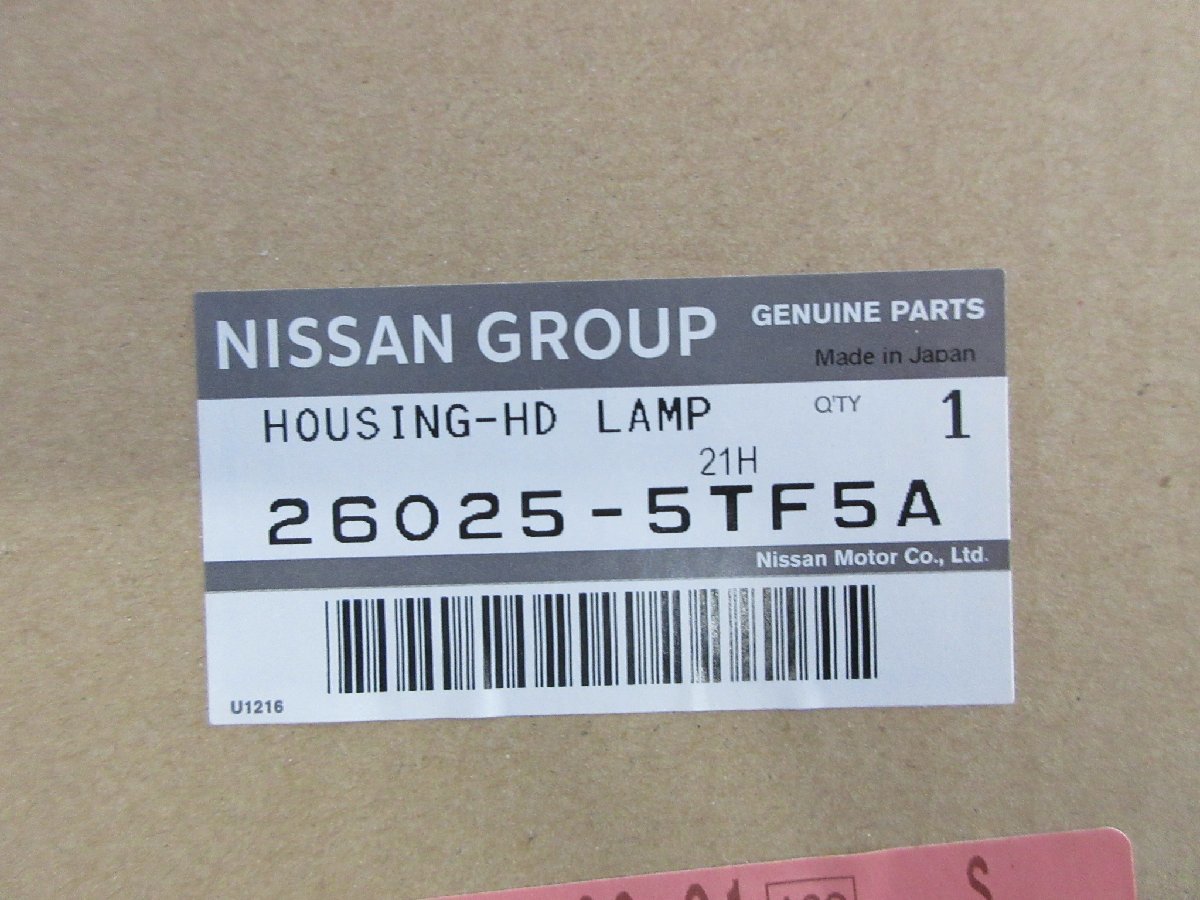 NISSAN GROUP GENUINE PARTS
Made in Japan
HOUSING-HD LAMP Q'TY 1
21H
26025-5TF5A
Nissan Motor Co., Ltd.
U1216
S